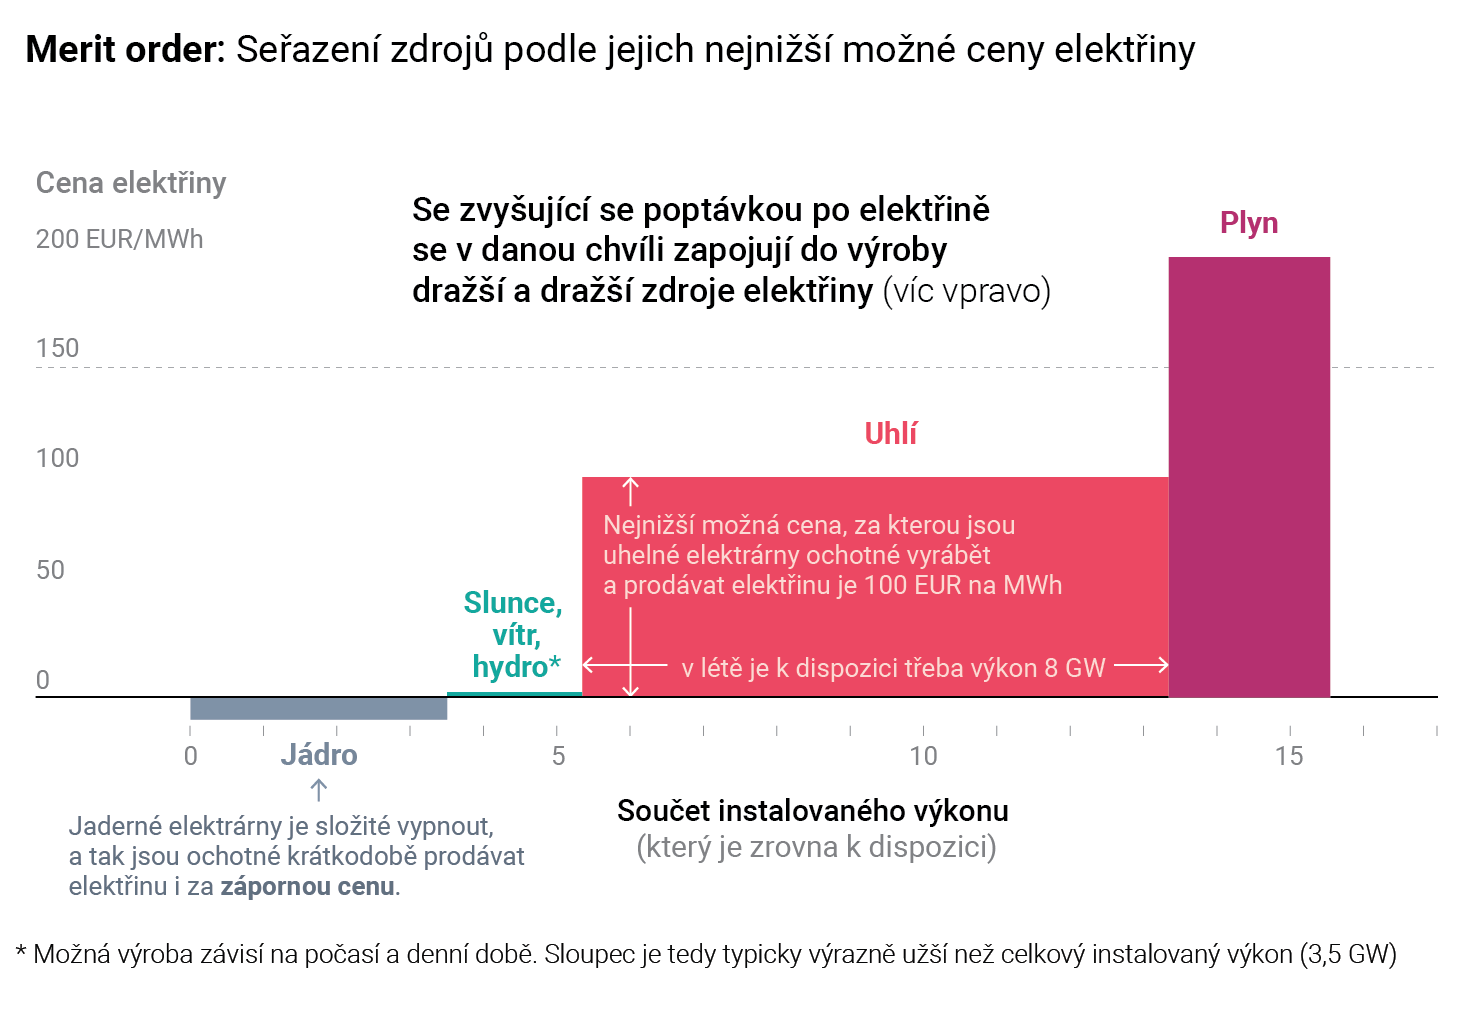 Merit order: Seřazení zdrojů podle jejich nejnižší možné ceny elektřiny
Cena elektřiny
200 EUR/MWh
Se zvyšující se poptávkou po elektřině
se v danou chvíli zapojují do výroby
dražší a dražší zdroje elektřiny (víc vpravo)
Plyn
150
Uhlí
100
Nejnižší možná cena, za kterou jsou
uhelné elektrárny ochotné vyrábět
a prodávat elektřinu je 100 EUR na MWh
50
Slunce,
vítr,
hydro*
v létě je k dispozici třeba výkon 8 GW
0
0 5 10 15
Jádro
Jaderné elektrárny je složité vypnout,
a tak jsou ochotné krátkodobě prodávat
elektřinu i za zápornou cenu.
Součet instalovaného výkonu
(který je zrovna k dispozici)
* Možná výroba závisí na počasí a denní době. Sloupec je tedy typicky výrazně užší než celkový instalovaný výkon (3,5 GW)